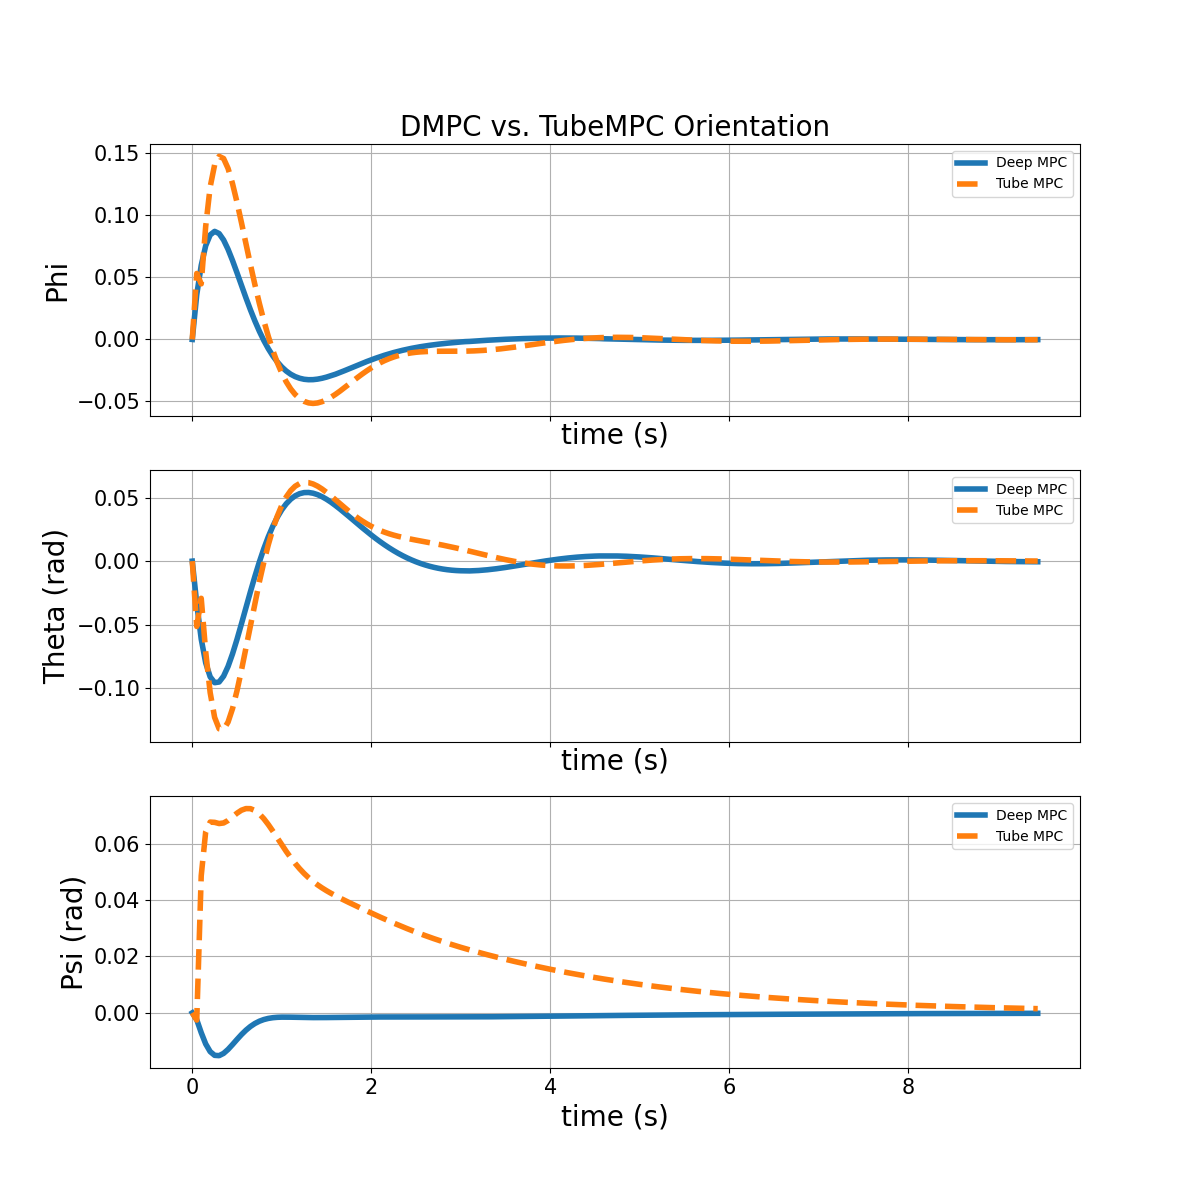 DMPC vs. TubeMPC Orientation
0.15
0.10
0.05
0.00
−0.05
Phi
Deep MPC
Tube MPC
time (s)
0.05
0.00
−0.05
−0.10
Theta (rad)
Deep MPC
Tube MPC
time (s)
0.06
0.04
0.02
0.00
Psi (rad)
Deep MPC
Tube MPC
0 2 4 6 8
time (s)